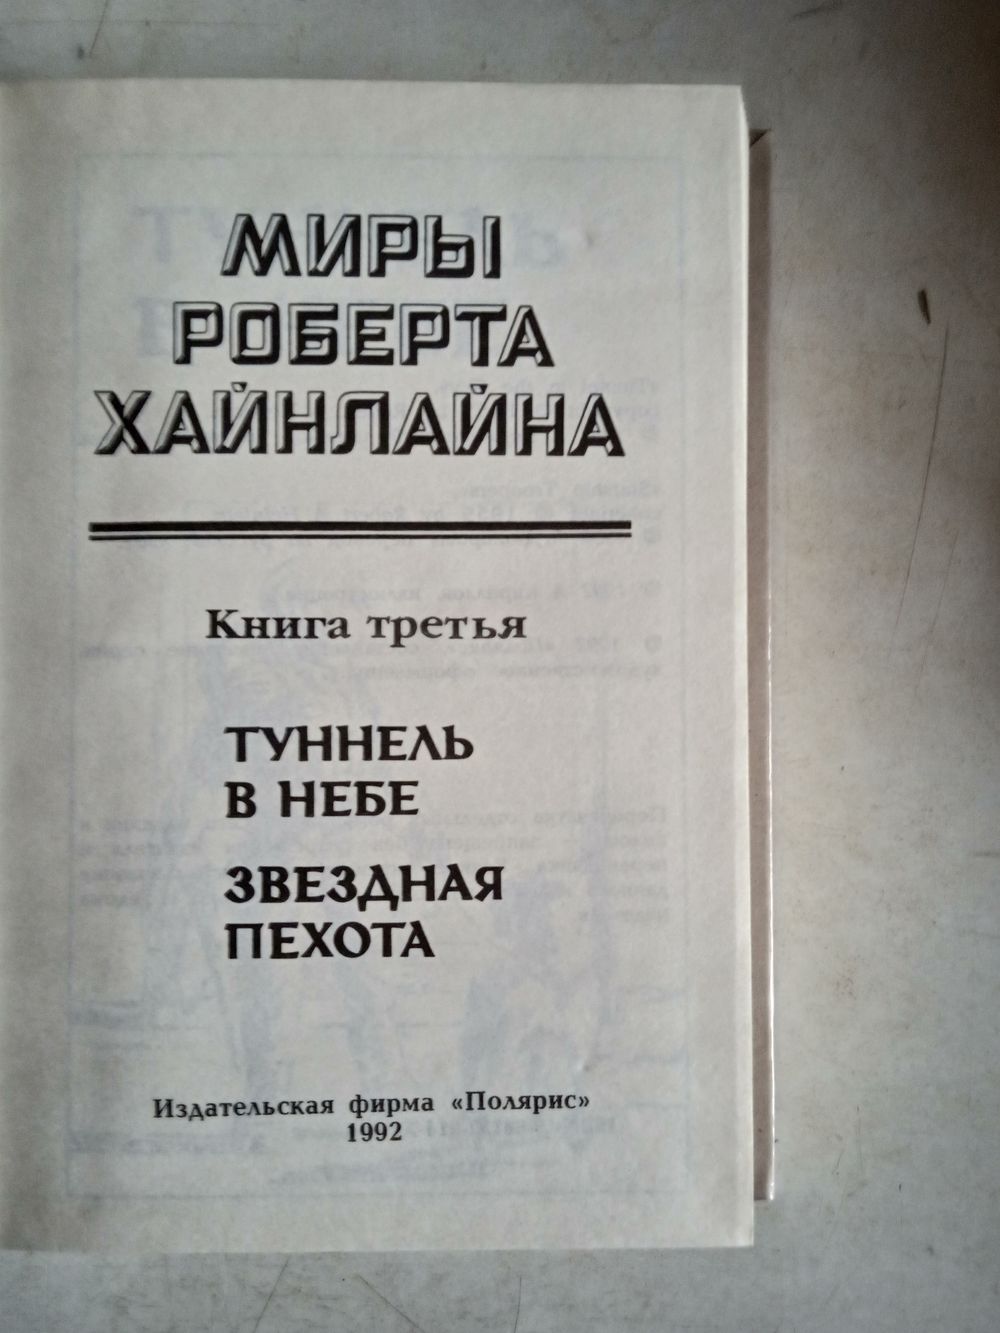 МИРЫ
РОБЕРТА
ХАЙНЛАЙНА
Книга третья
ТУННЕЛЬ
В НЕБЕ
ЗВЕЗДНАЯ
ПЕХОТА
Издательская фирма «Полярис»
1992